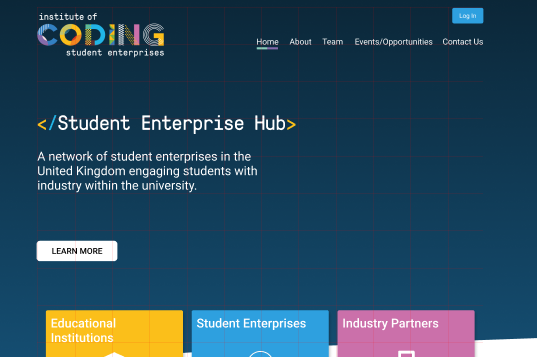 institute of
CODING
student enterprises
Log In
Home About Team Events/Opportunities Contact Us
</Student Enterprise Hub>
A network of student enterprises in the
United Kingdom engaging students with
industry within the university.
LEARN MORE
Educational
Institutions
Student Enterprises
Industry Partners